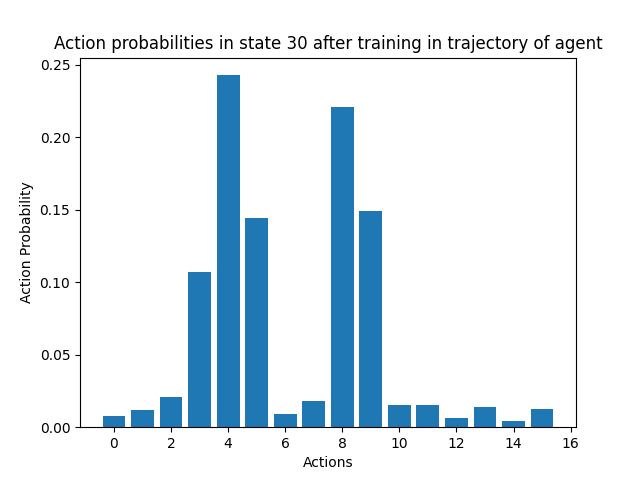 Action probabilities in state 30 after training in trajectory of agent
0.25
0.20
0.15
0.10
0.05
0.00
Action Probability
0 2 4 6 8 10 12 14 16
Actions